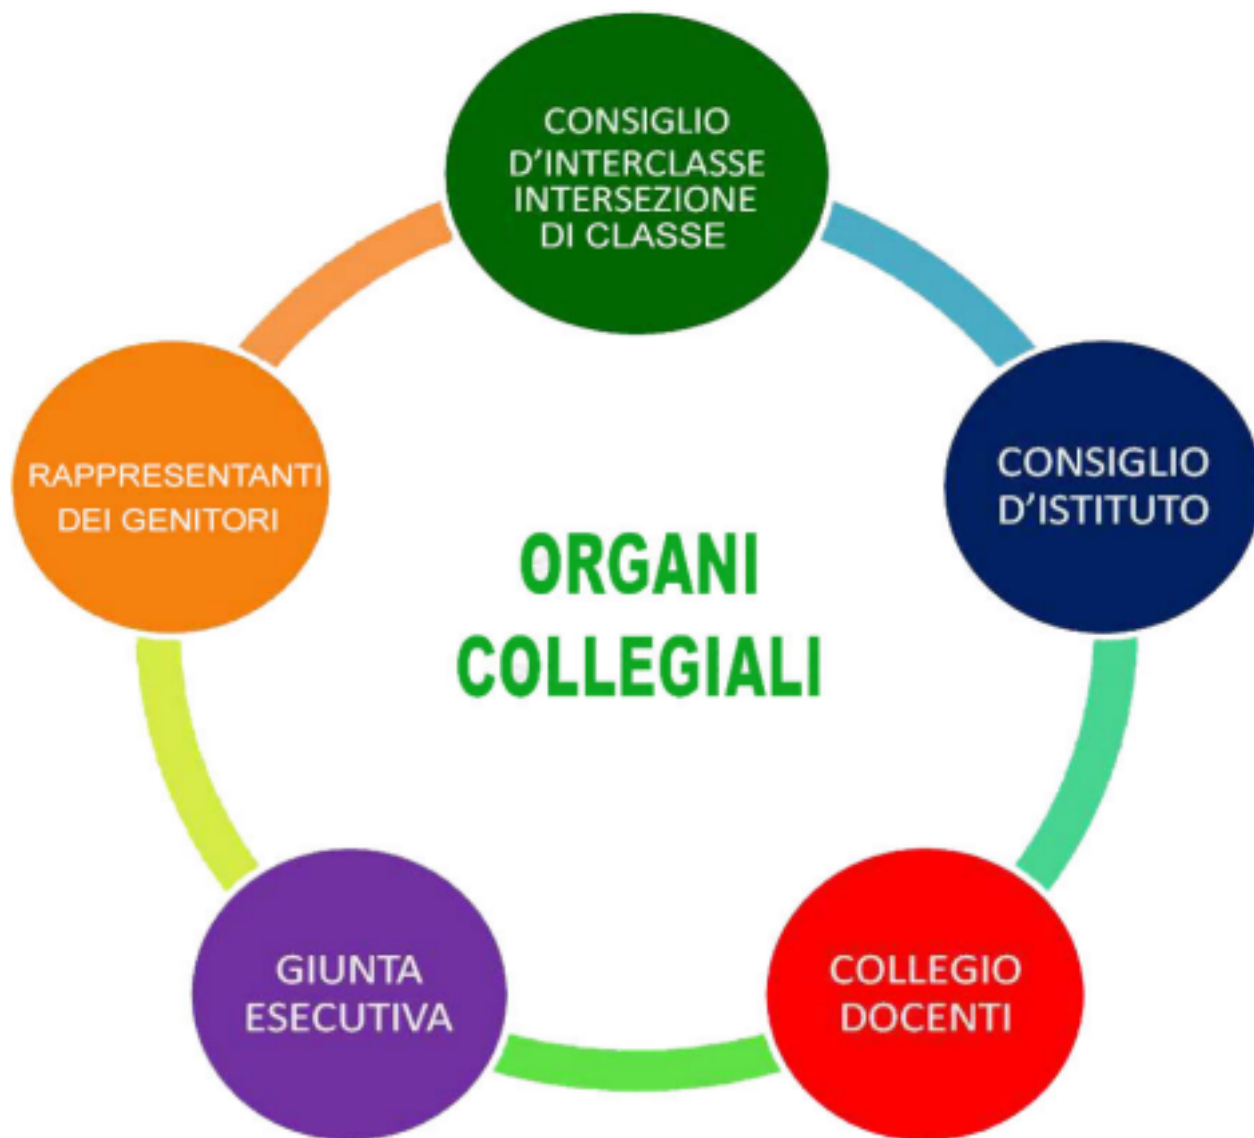 CONSIGLIO
D'INTERCLASSE
INTERSEZIONE
DI CLASSE
CONSIGLIO
D'ISTITUTO
COLLEGIO
DOCENTI
GIUNTA
ESECUTIVA
RAPPRESENTANTI
DEI GENITORI
ORGANI
COLLEGIALI